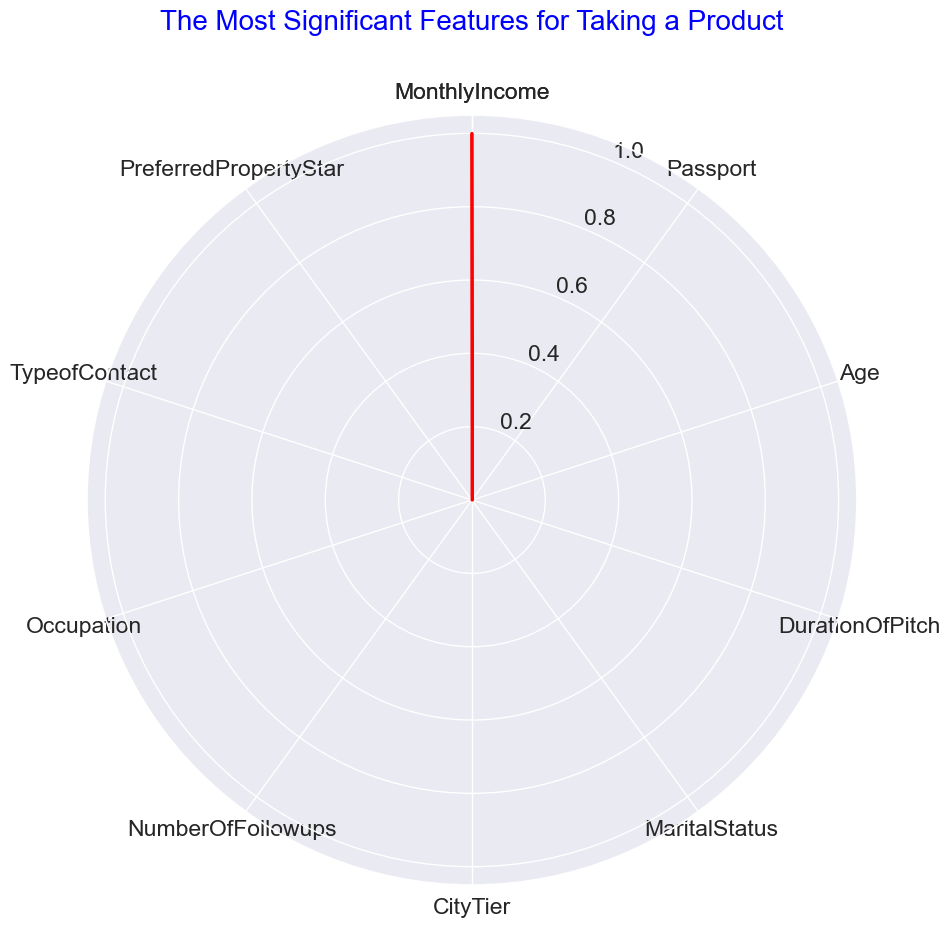 The Most Significant Features for Taking a Product
MonthlyIncome
1.0
PreferredPropertyStar
Passport
0.8
0.6
0.4
TypeofContact
Age
0.2
Occupation
DurationOfPitch
NumberOfFollowups
MaritalStatus
CityTier